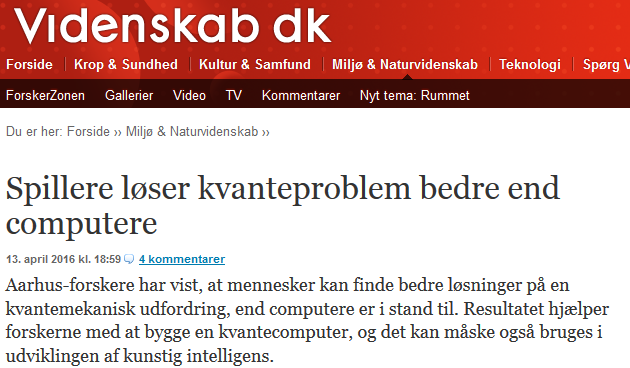 Videnskab dk
Forside Krop & Sundhed Kultur & Samfund Miljø & Naturvidenskab Teknologi Spørg V
ForskerZonen Gallerier Video TV Kommentarer Nyt tema: Rummet
Du er her: Forside ›› Miljø & Naturvidenskab ››
Spillere løser kvanteproblem bedre end
computere
13. april 2016 kl. 18:59 4 kommentarer
Aarhus-forskere har vist, at mennesker kan finde bedre løsninger på en
kvantemekanisk udfordring, end computere er i stand til. Resultatet hjælper
forskerne med at bygge en kvantecomputer, og det kan måske også bruges i
udviklingen af kunstig intelligens.